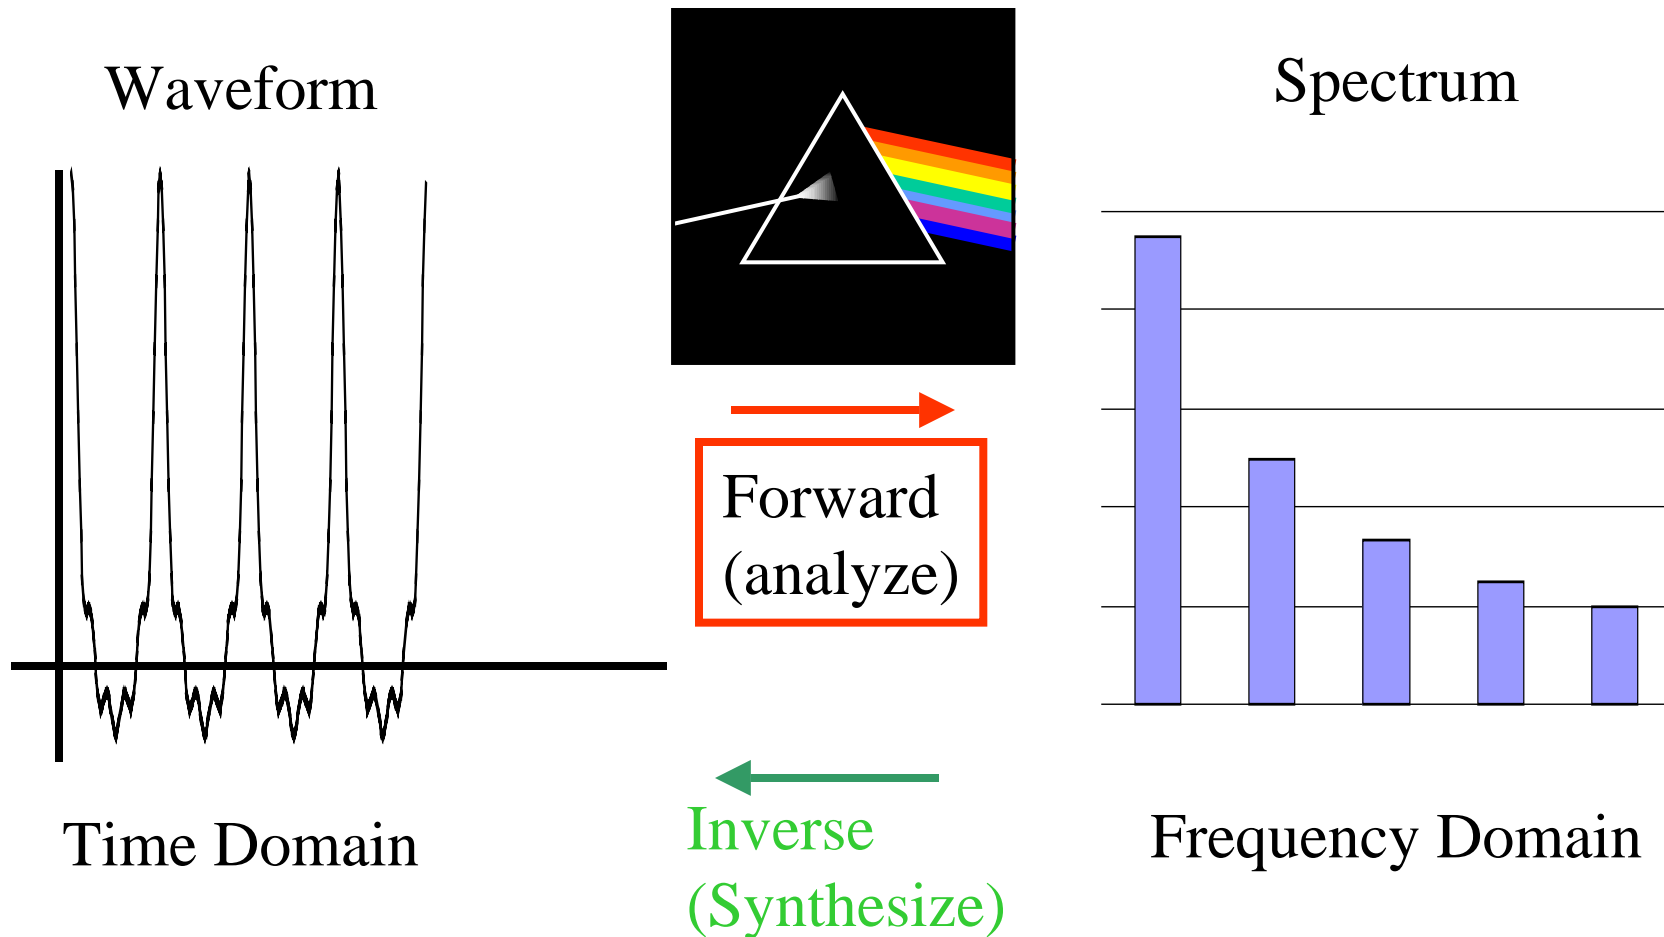 Waveform
Spectrum
Forward
(analyze)
Time Domain
Inverse
(Synthesize)
Frequency Domain